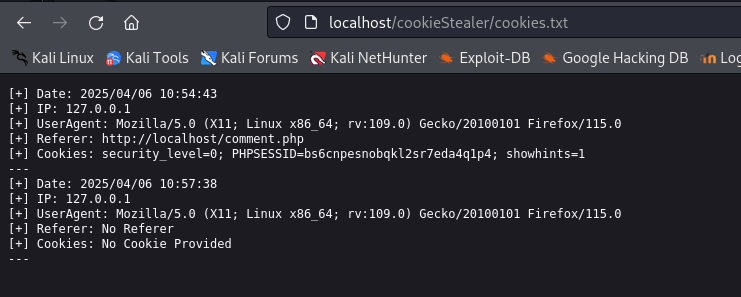 localhost/cookieStealer/cookies.txt
Kali Linux Kali Tools Kali Forums Kali NetHunter Exploit-DB Google Hacking DB Log
[+] Date: 2025/04/06 10:54:43
[+] IP: 127.0.0.1
[+] UserAgent: Mozilla/5.0 (X11; Linux x86_64; rv:109.0) Gecko/20100101 Firefox/115.0
[+] Referer: http://localhost/comment.php
[+] Cookies: security_level=0; PHPSESSID=bs6cnpesnobqkl2sr7eda4q1p4; showhints=1
---
[+] Date: 2025/04/06 10:57:38
[+] IP: 127.0.0.1
[+] UserAgent: Mozilla/5.0 (X11; Linux x86_64; rv:109.0) Gecko/20100101 Firefox/115.0
[+] Referer: No Referer
[+] Cookies: No Cookie Provided
---